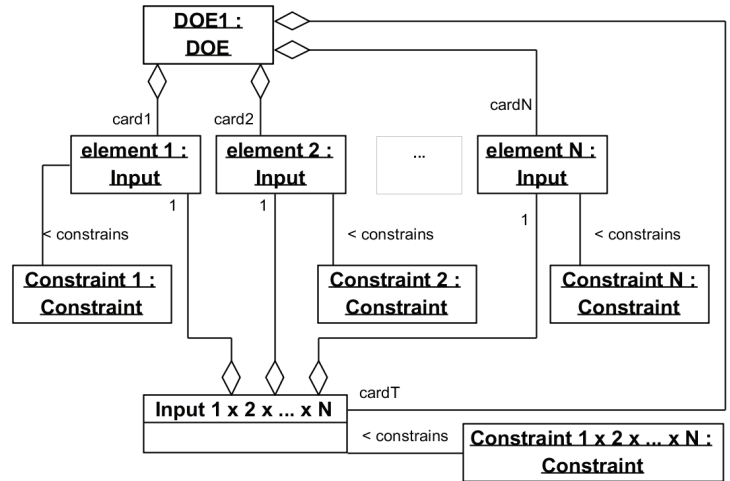 DOE1 :
DOE
card1
card2
cardN
element 1 :
Input
element 2 :
Input
...
element N :
Input
1
1
1
< constrains
< constrains
< constrains
Constraint 1 :
Constraint
Constraint 2 :
Constraint
Constraint N :
Constraint
cardT
Input 1 x 2 x ... x N
< constrains
Constraint 1 x 2 x ... x N :
Constraint